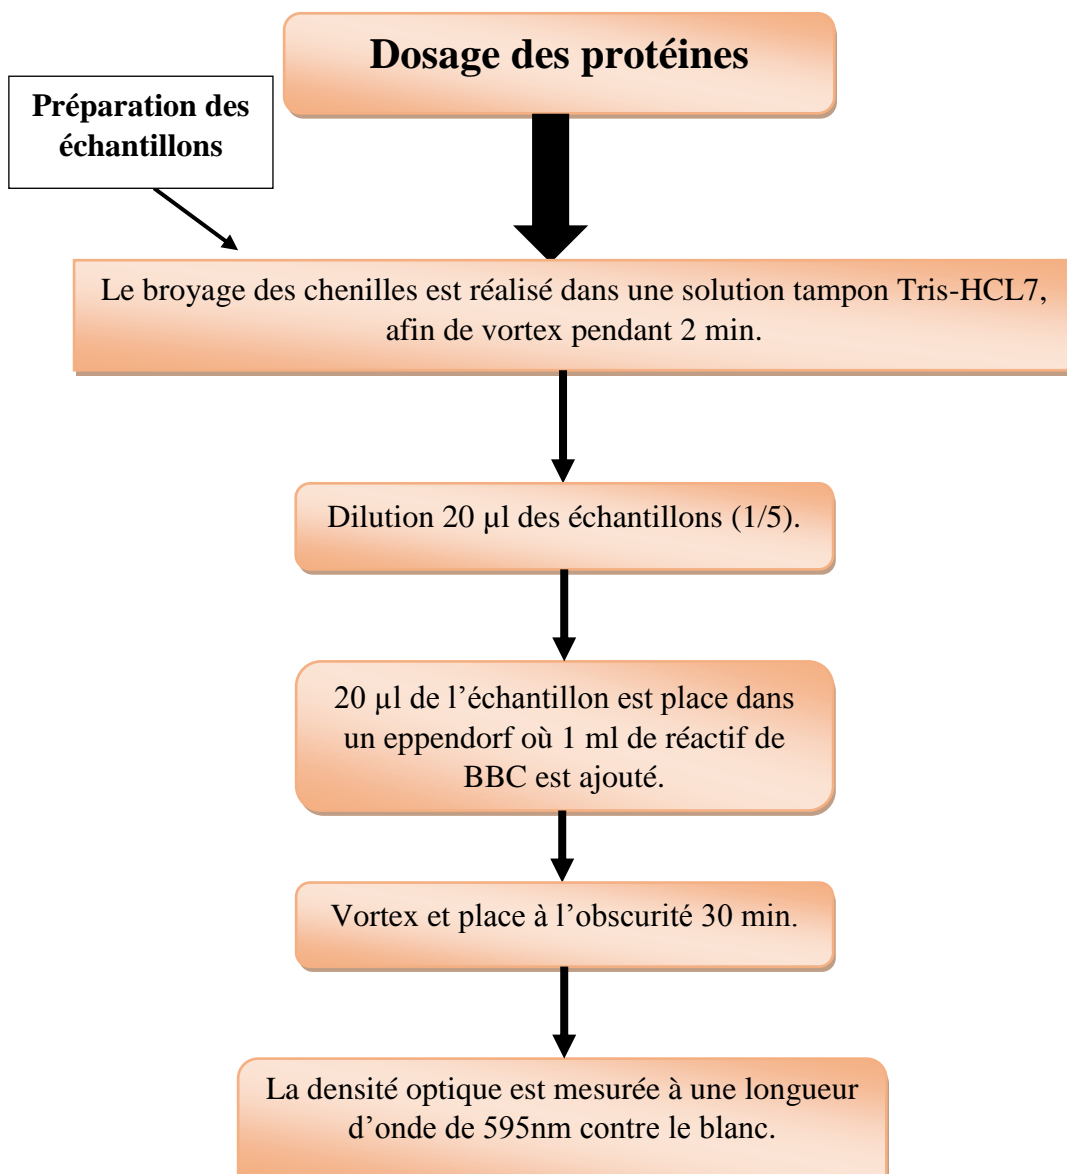 Dosage des protéines
Préparation des
échantillons
Le broyage des chenilles est réalisé dans une solution tampon Tris-HCL7,
afin de vortex pendant 2 min.
Dilution 20 µl des échantillons (1/5).
20 µl de l’échantillon est place dans
un eppendorf où 1 ml de réactif de
BBC est ajouté.
Vortex et place à l’obscurité 30 min.
La densité optique est mesurée à une longueur
d’onde de 595nm contre le blanc.